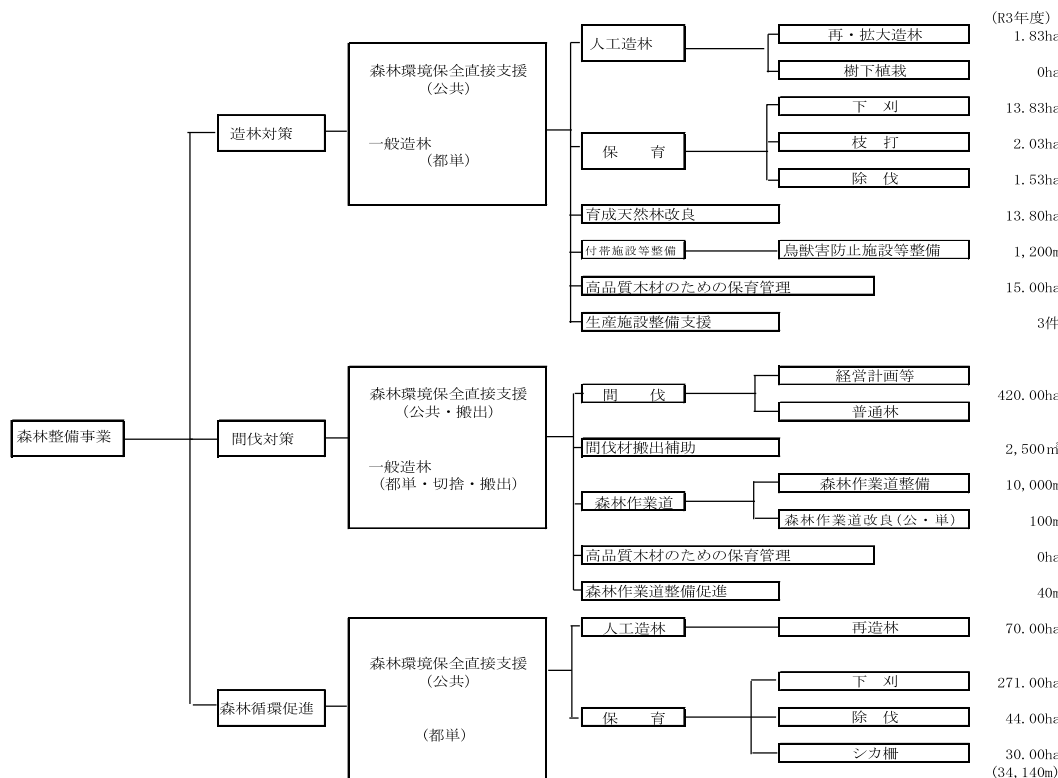 (R3年度)
人工造林
再・拡大造林
1.83ha
樹下植栽
0ha
森林環境保全直接支援
(公共)
一般造林
(都単)
造林対策
保　育
下　刈
13.83ha
枝　打
2.03ha
除　伐
1.53ha
育成天然林改良
13.80ha
付帯施設等整備
鳥獣害防止施設等整備
1,200m
高品質木材のための保育管理
15.00ha
生産施設整備支援
3件
森林整備事業
間伐対策
森林環境保全直接支援
(公共・搬出)
一般造林
(都単・切捨・搬出)
間　伐
経営計画等
普通林
420.00ha
間伐材搬出補助
2,500㎥
森林作業道
森林作業道整備
10,000m
森林作業道改良(公・単)
100m
高品質木材のための保育管理
0ha
森林作業道整備促進
40m
森林循環促進
森林環境保全直接支援
(公共)
(都単)
人工造林
再造林
70.00ha
保　育
下　刈
271.00ha
除　伐
44.00ha
シカ柵
30.00ha
(34,140m)